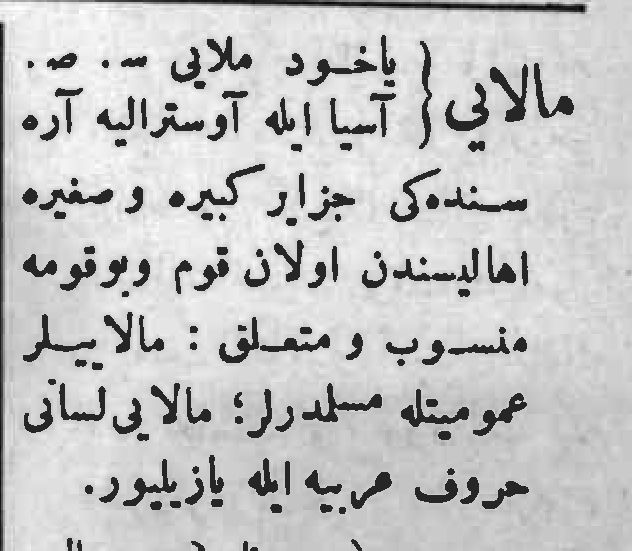 مالايي { ياخود ملايى س. ص.
آسيا ايله آوستراليه آره
سنده‌كى جزاير كبيره و صغيره
اهاليسندن اولان قوم وبوقومه
منسوب و متعلق : مالاييلر
عموميتله مسلمدرلر؛ مالايى لسانى
حروف عربيه ايله يازيليور.